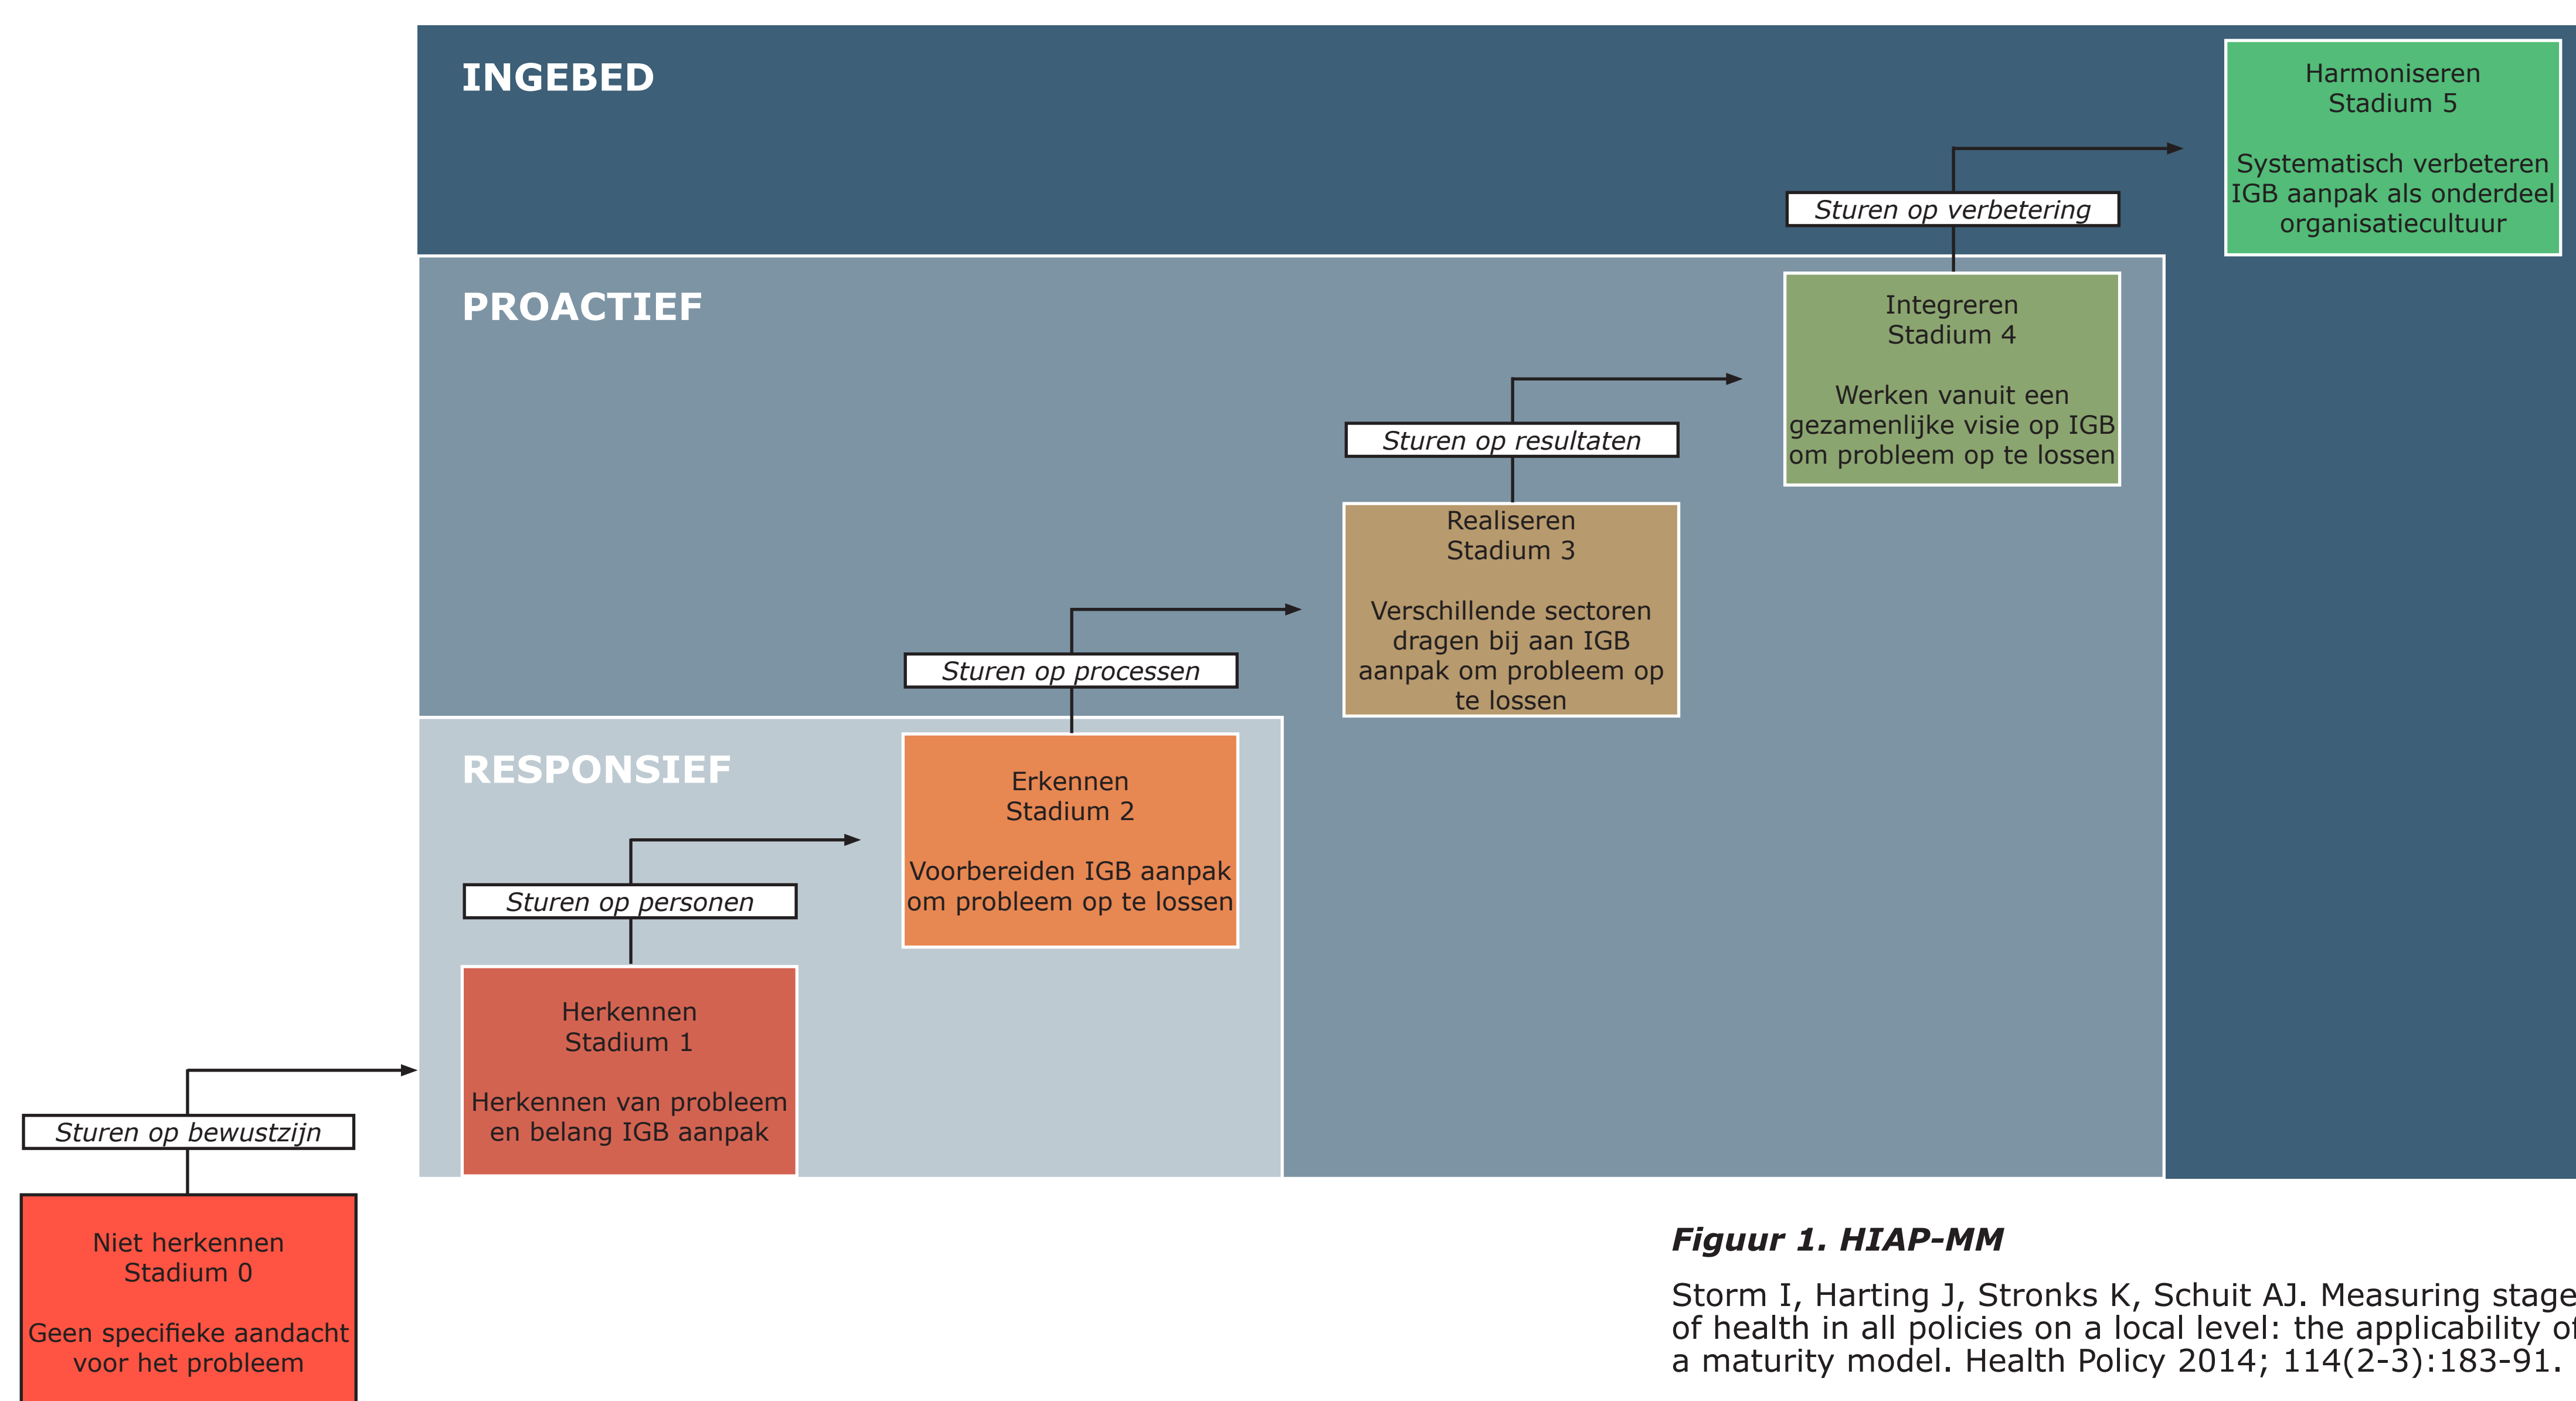 INGEBED
Harmoniseren
Stadium 5
Systematisch verbeteren
IGB aanpak als onderdeel
organisatiecultuur
Sturen op verbetering
PROACTIEF
Integreren
Stadium 4
Werken vanuit een
gezamenlijke visie op IGB
om probleem op te lossen
Sturen op resultaten
Realiseren
Stadium 3
Verschillende sectoren
dragen bij aan IGB
aanpak om probleem op
te lossen
Sturen op processen
RESPONSIEF
Erkennen
Stadium 2
Voorbereiden IGB aanpak
om probleem op te lossen
Sturen op personen
Herkennen
Stadium 1
Herkennen van probleem
en belang IGB aanpak
Sturen op bewustzijn
Niet herkennen
Stadium 0
Geen specifieke aandacht
voor het probleem
Figuur 1. HIAP-MM
Storm I, Harting J, Stronks K, Schuit AJ. Measuring stage
of health in all policies on a local level: the applicability of
a maturity model. Health Policy 2014; 114(2-3):183-91.